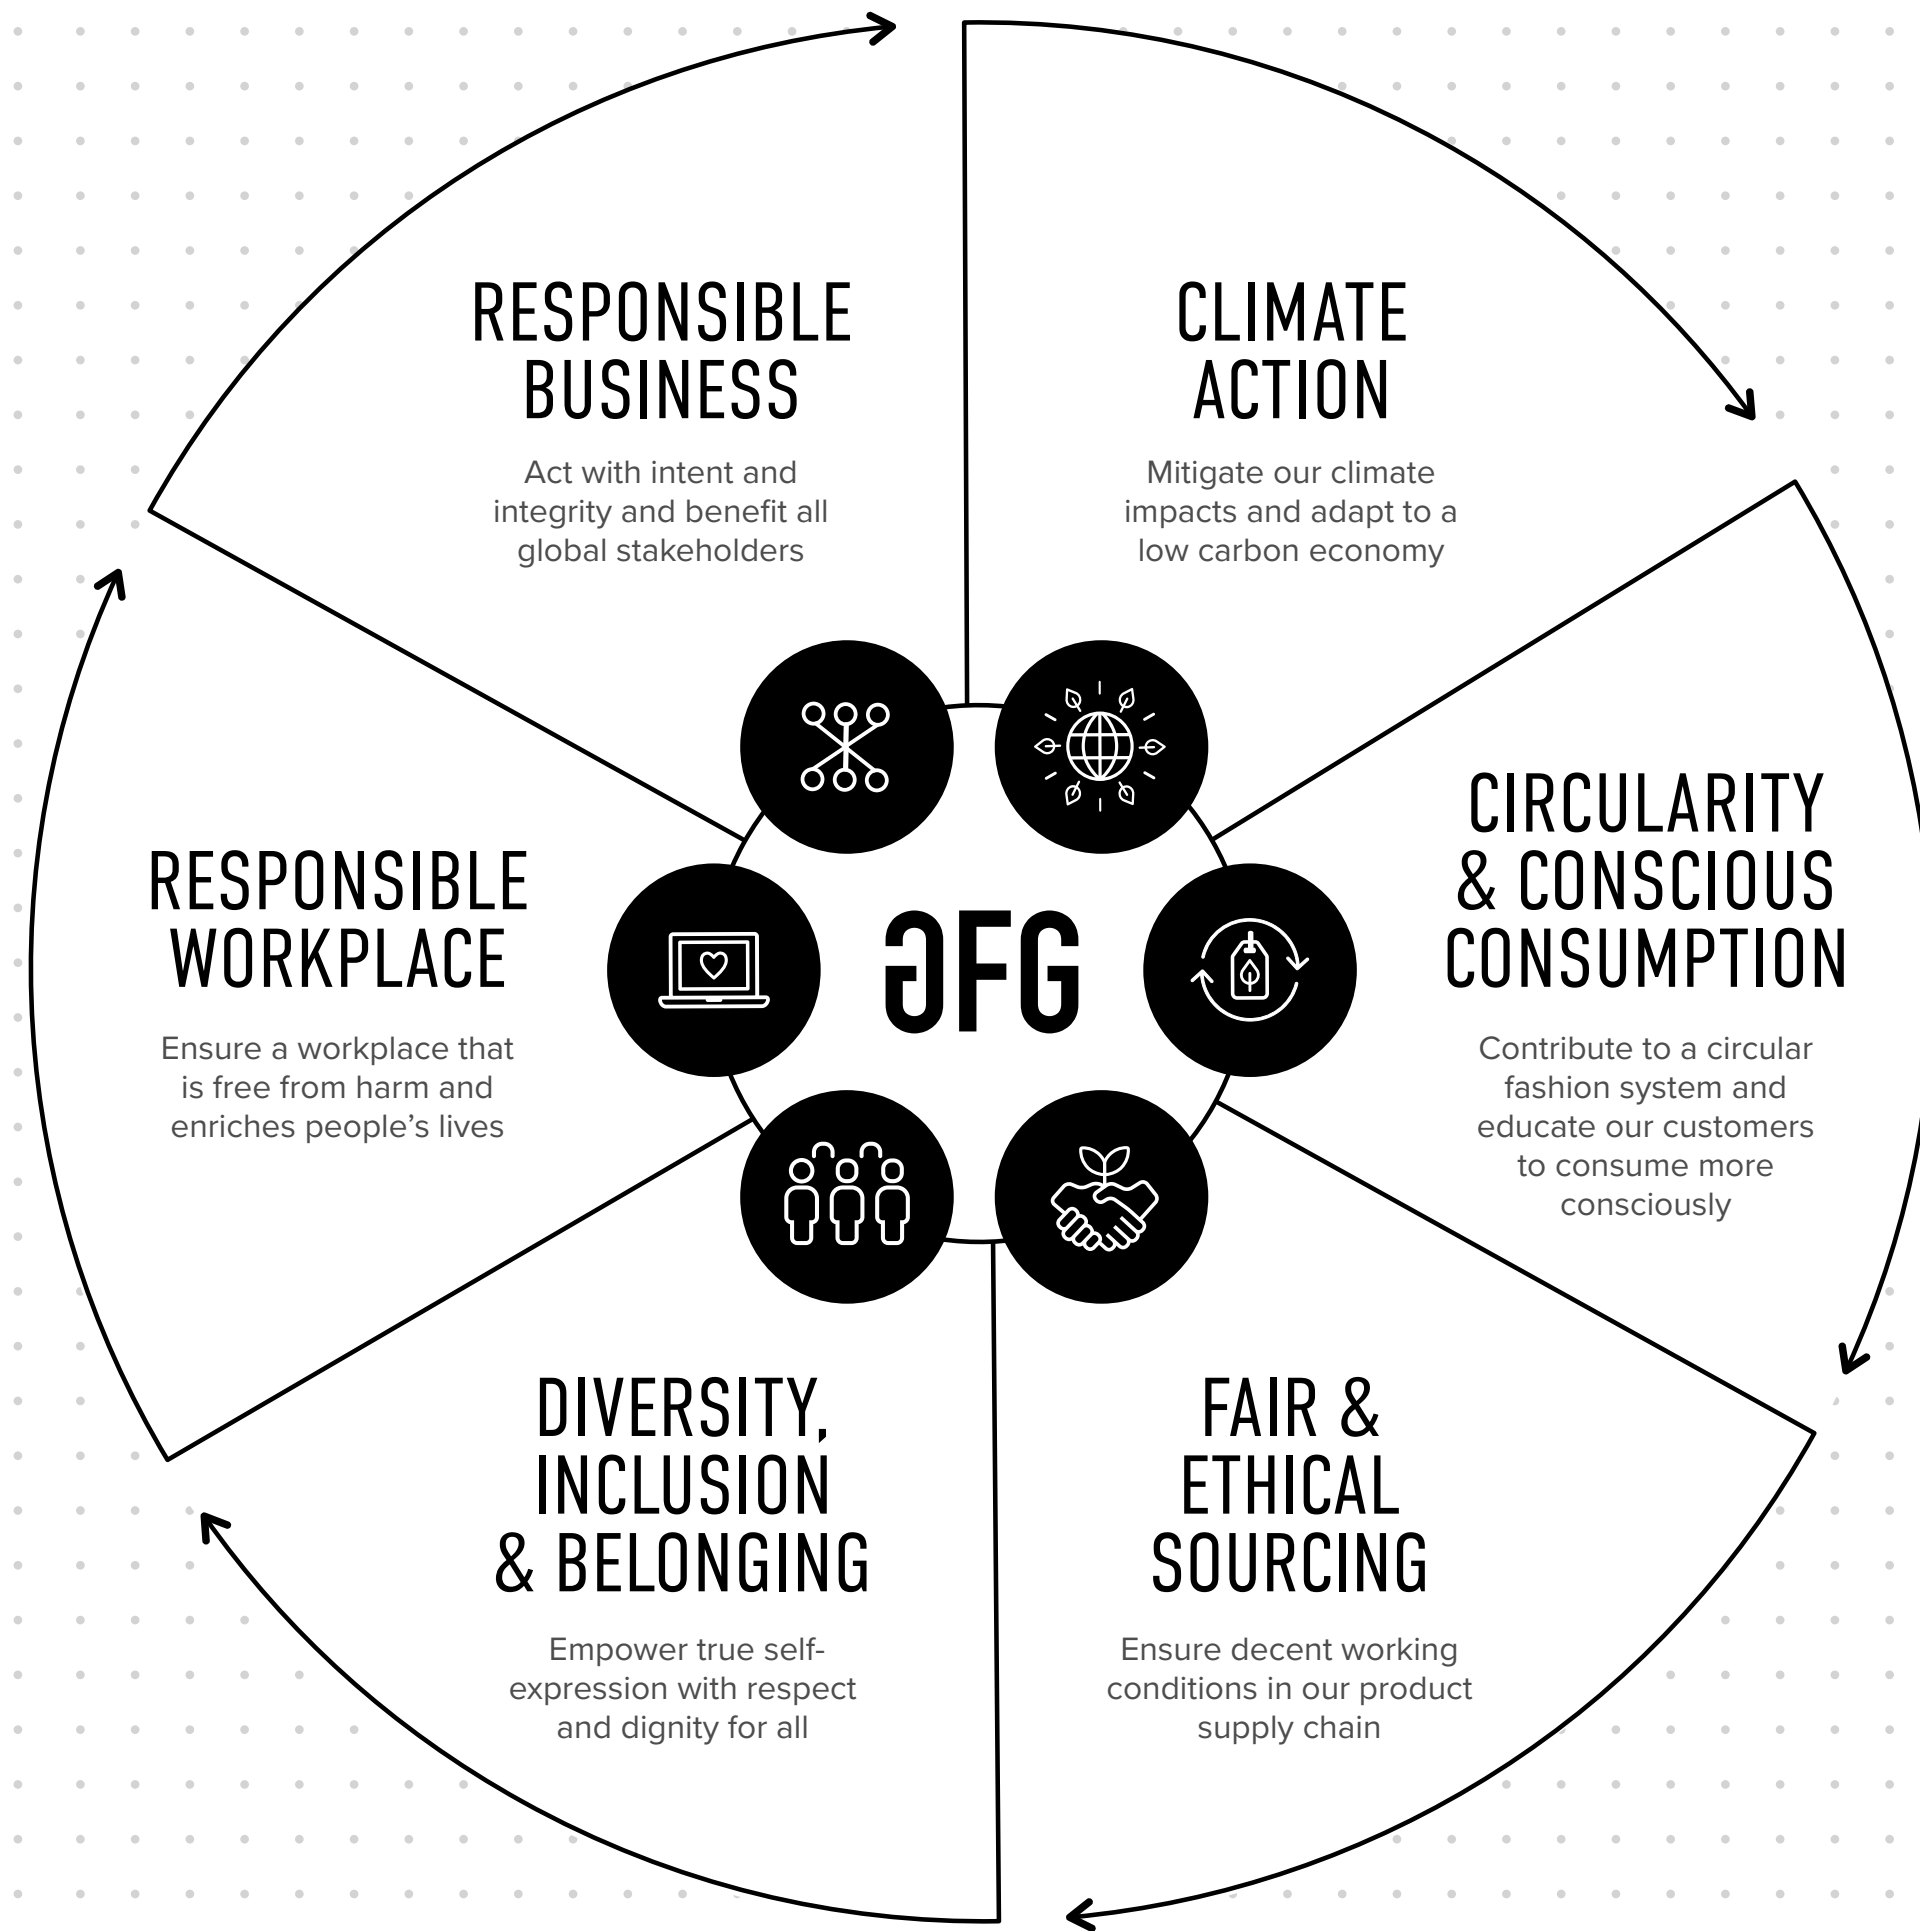 RESPONSIBLE
BUSINESS
Act with intent and
integrity and benefit all
global stakeholders
CLIMATE
ACTION
Mitigate our climate
impacts and adapt to a
low carbon economy
CIRCULARITY
& CONSCIOUS
CONSUMPTION
Contribute to a circular
fashion system and
educate our customers
to consume more
consciously
FAIR &
ETHICAL
SOURCING
Ensure decent working
conditions in our product
supply chain
DIVERSITY,
INCLUSION
& BELONGING
Empower true self-
expression with respect
and dignity for all
RESPONSIBLE
WORKPLACE
Ensure a workplace that
is free from harm and
enriches people’s lives
GFG